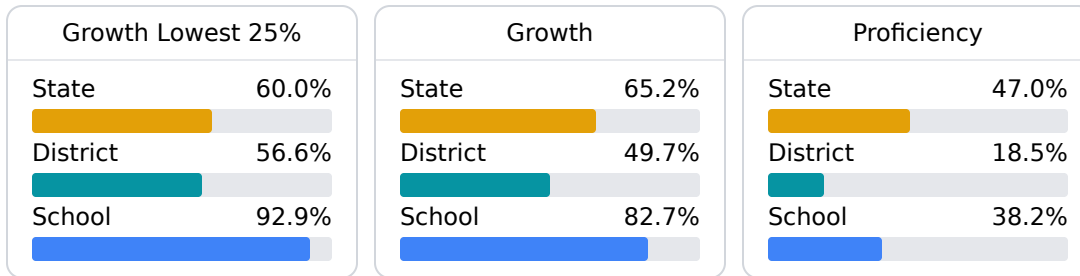 Growth Lowest 25%
State 60.0%
District 56.6%
School 92.9%
Growth
State 65.2%
District 49.7%
School 82.7%
Proficiency
State 47.0%
District 18.5%
School 38.2%